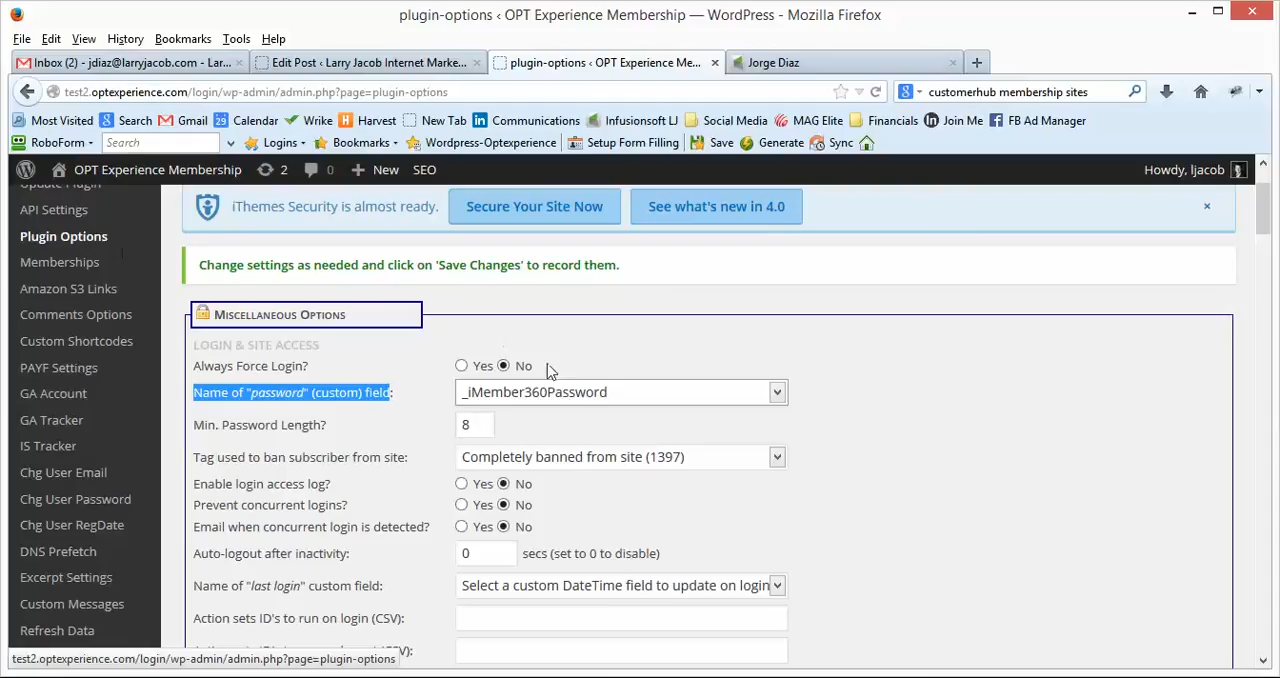 plugin-options ‹ OPT Experience Membership — WordPress - Mozilla Firefox
File Edit View History Bookmarks Tools Help
Inbox (2) - jdiaz@larryjacob.com - Lar... Edit Post ‹ Larry Jacob Internet Marke... plugin-options ‹ OPT Experience Me... Jorge Diaz
test2.optexperience.com/login/wp-admin/admin.php?page=plugin-options customerhub membership sites
Most Visited Search Gmail Calendar Wrike Harvest New Tab Communications Infusionsoft LJ Social Media MAG Elite Financials Join Me FB Ad Manager
RoboForm Search Logins Bookmarks Wordpress-Optexperience Setup Form Filling Save Generate Sync
OPT Experience Membership 2 0 New SEO Howdy, ljacob
Update Plugin
API Settings
Plugin Options
Memberships
Amazon S3 Links
Comments Options
Custom Shortcodes
PAYF Settings
GA Account
GA Tracker
IS Tracker
Chg User Email
Chg User Password
Chg User RegDate
DNS Prefetch
Excerpt Settings
Custom Messages
Refresh Data
iThemes Security is almost ready. Secure Your Site Now See what's new in 4.0 ×
Change settings as needed and click on 'Save Changes' to record them.
Miscellaneous Options
LOGIN & SITE ACCESS
Always Force Login? Yes No
Name of "password" (custom) field: _iMember360Password
Min. Password Length? 8
Tag used to ban subscriber from site: Completely banned from site (1397)
Enable login access log? Yes No
Prevent concurrent logins? Yes No
Email when concurrent login is detected? Yes No
Auto-logout after inactivity: 0 secs (set to 0 to disable)
Name of "last login" custom field: Select a custom DateTime field to update on login
Action sets ID's to run on login (CSV):
test2.optexperience.com/login/wp-admin/admin.php?page=plugin-options